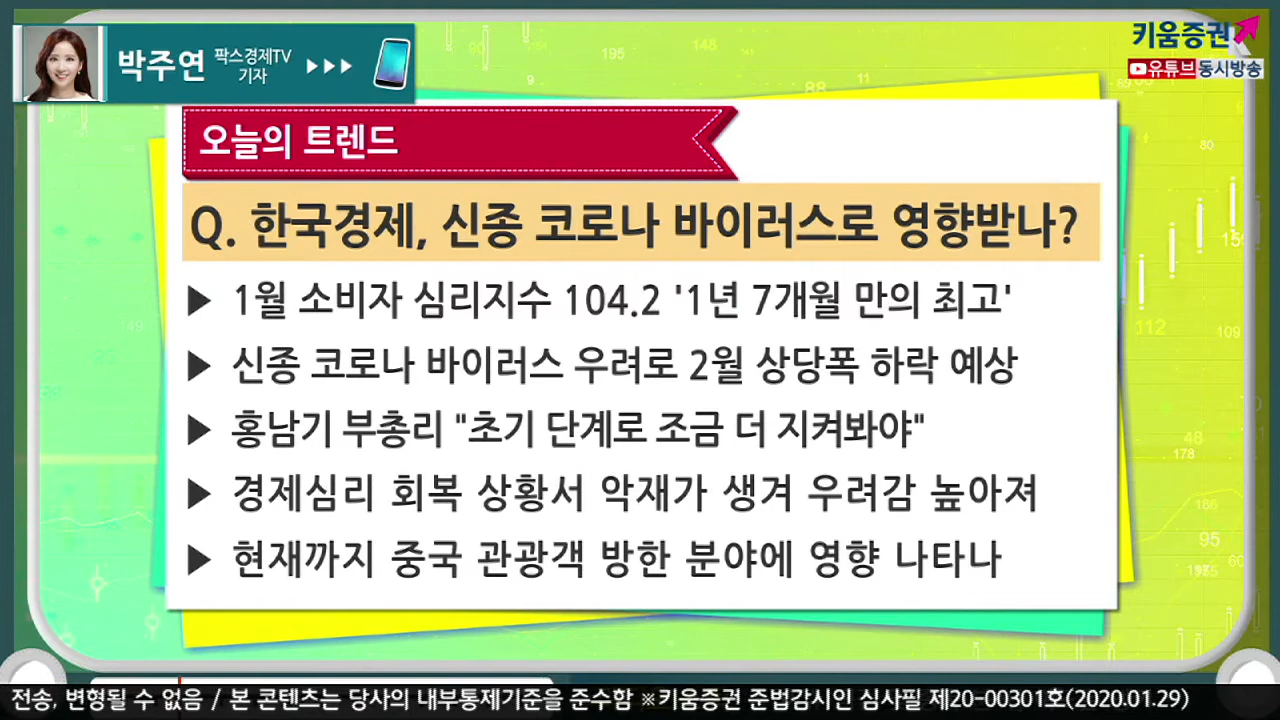 박주연 팍스경제TV 기자
키움증권
유튜브 동시방송
오늘의 트렌드
Q. 한국경제, 신종 코로나 바이러스로 영향받나?
▶ 1월 소비자 심리지수 104.2 '1년 7개월 만의 최고'
▶ 신종 코로나 바이러스 우려로 2월 상당폭 하락 예상
▶ 홍남기 부총리 "초기 단계로 조금 더 지켜봐야"
▶ 경제심리 회복 상황서 악재가 생겨 우려감 높아져
▶ 현재까지 중국 관광객 방한 분야에 영향 나타나
전송, 변형될 수 없음 / 본 콘텐츠는 당사의 내부통제기준을 준수함 ※키움증권 준법감시인 심사필 제20-00301호(2020.01.29)